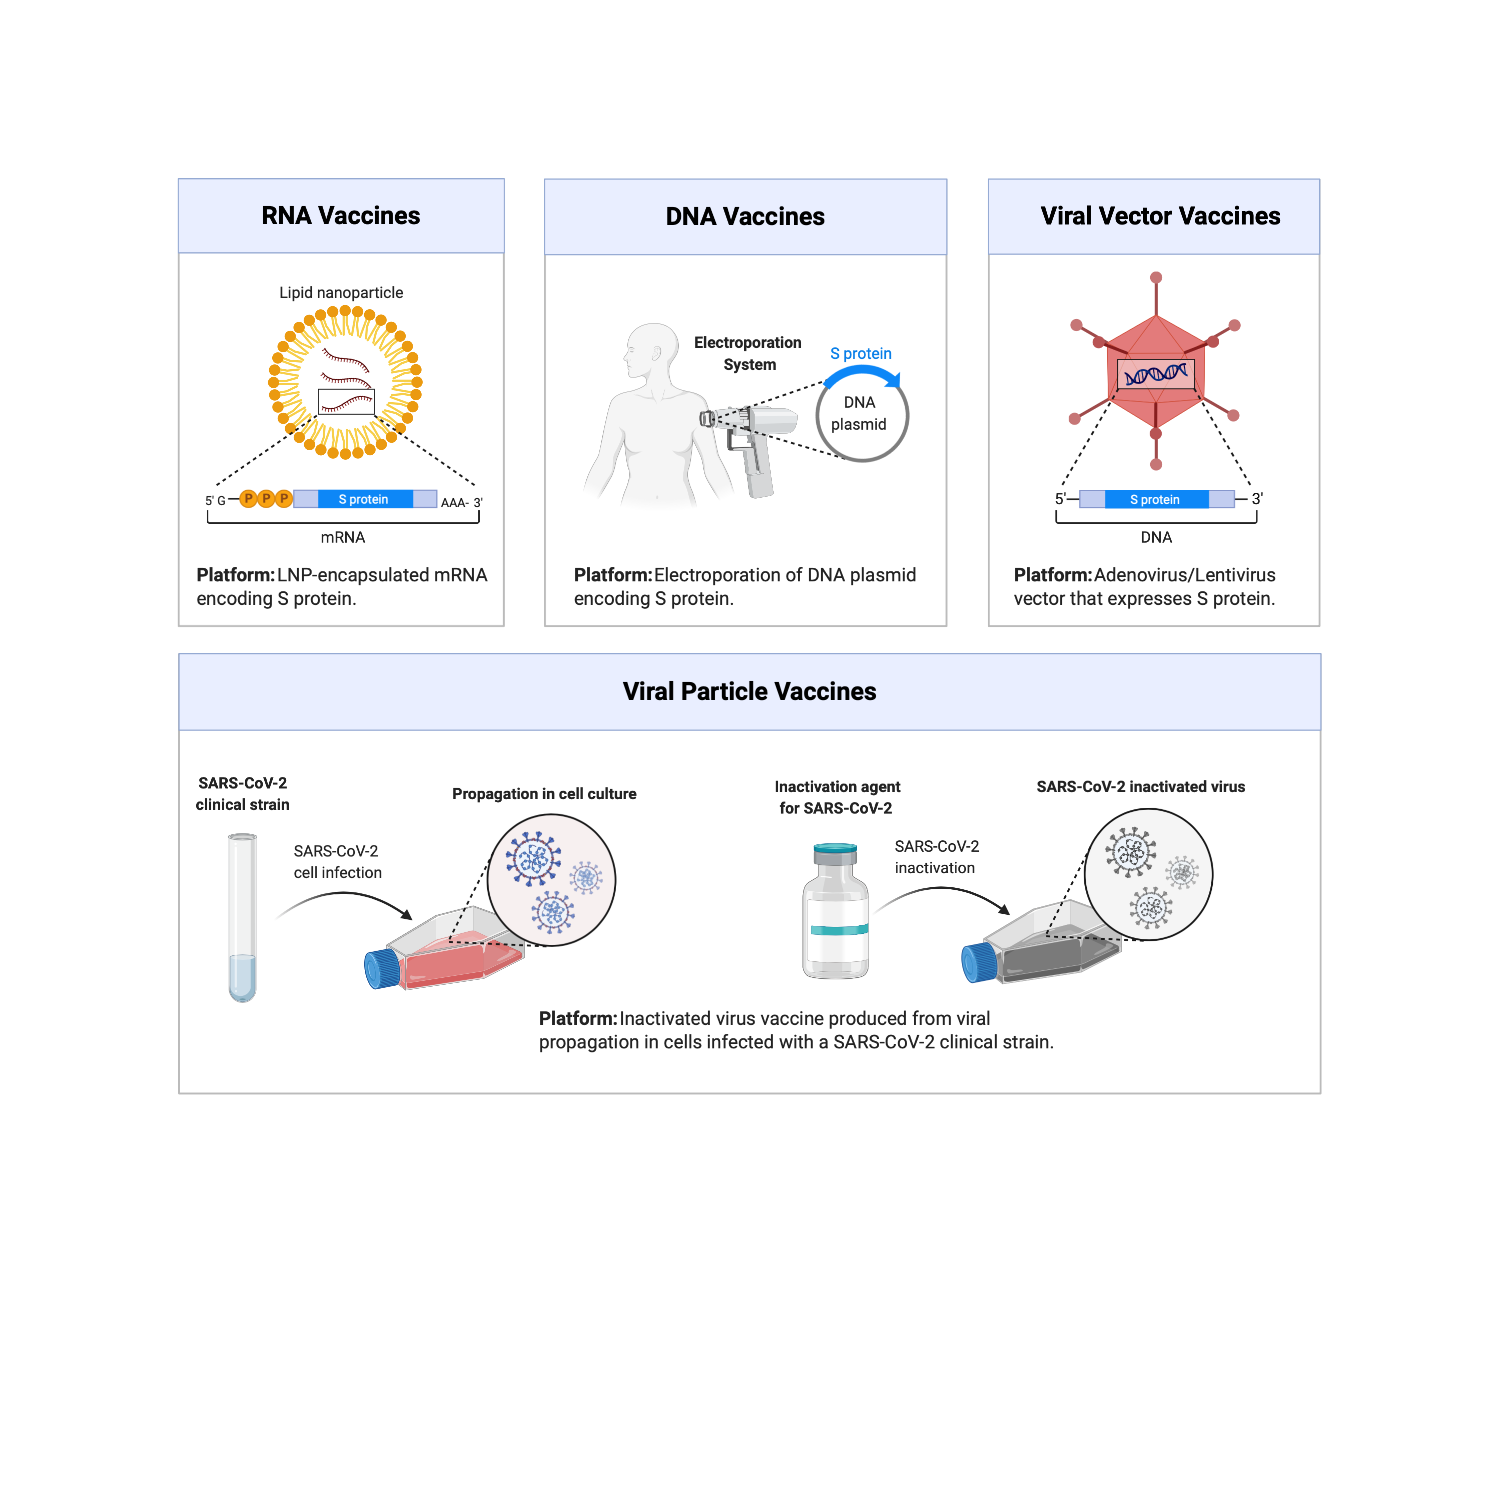 RNA Vaccines
Lipid nanoparticle
5' G P P P S protein AAA- 3'
mRNA
Platform: LNP-encapsulated mRNA
encoding S protein.
DNA Vaccines
Electroporation
System
S protein
DNA
plasmid
Platform: Electroporation of DNA plasmid
encoding S protein.
Viral Vector Vaccines
5' S protein 3'
DNA
Platform: Adenovirus/Lentivirus
vector that expresses S protein.
Viral Particle Vaccines
SARS-CoV-2
clinical strain
SARS-CoV-2
cell infection
Propagation in cell culture
Inactivation agent
for SARS-CoV-2
SARS-CoV-2
inactivation
SARS-CoV-2 inactivated virus
Platform: Inactivated virus vaccine produced from viral
propagation in cells infected with a SARS-CoV-2 clinical strain.